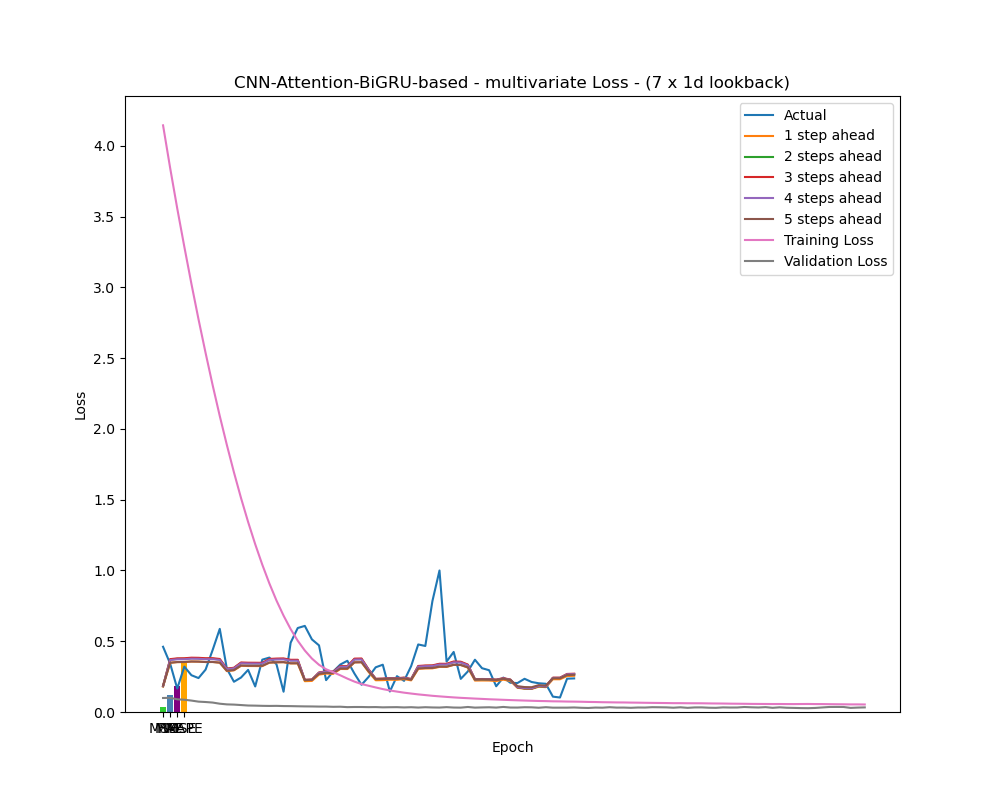 CNN-Attention-BiGRU-based - multivariate Loss - (7 x 1d lookback)
Actual
1 step ahead
2 steps ahead
3 steps ahead
4 steps ahead
5 steps ahead
Training Loss
Validation Loss
4.0
3.5
3.0
2.5
2.0
1.5
1.0
0.5
0.0
Loss
Epoch